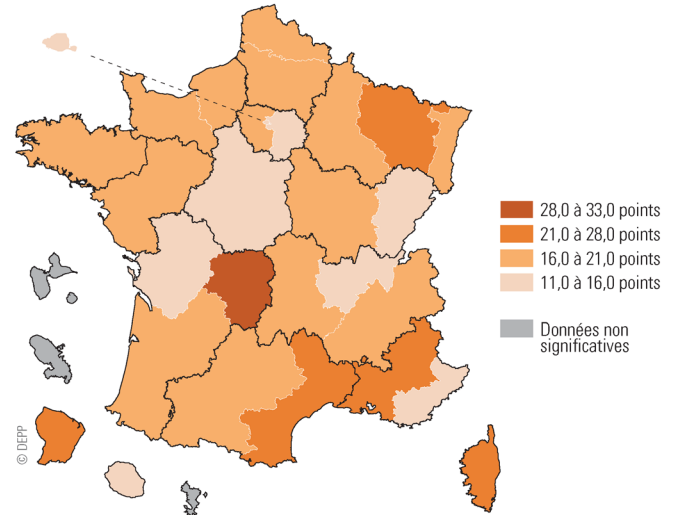 28,0 à 33,0 points
21,0 à 28,0 points
16,0 à 21,0 points
11,0 à 16,0 points
Données non
significatives
© DEPP